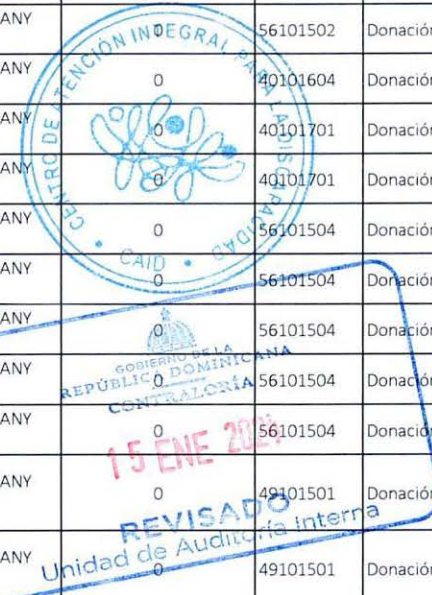 ANY 0 56101502 Donación
ANY 0 40101604 Donación
ANY 0 40101701 Donación
ANY 0 40101701 Donación
ANY 0 56101504 Donación
ANY 0 56101504 Donación
ANY 0 56101504 Donación
ANY 0 56101504 Donación
ANY 0 56101504 Donación
ANY 0 49101501 Donación
ANY 0 49101501 Donación
CENTRO DE ATENCIÓN INTEGRAL PARA LA DISCAPACIDAD
CAID
GOBIERNO DE LA
REPÚBLICA DOMINICANA
CONTRALORÍA
15 ENE
REVISADO
Unidad de Auditoría Interna